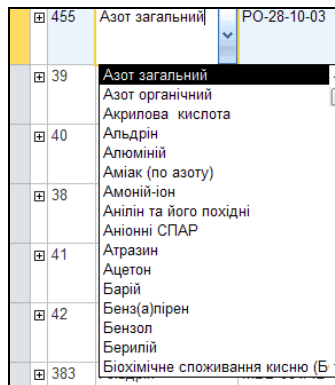 455 Азот загальний РО-28-10-03
39 Азот загальний
Азот органічний
Акрилова кислота
40 Альдрін
Алюміній
Аміак (по азоту)
38 Амоній-іон
Анілін та його похідні
Аніонні СПАР
41 Атразин
Ацетон
Барій
42 Бенз(а)пірен
Бензол
Берилій
383 Біохімічне споживання кисню (Б